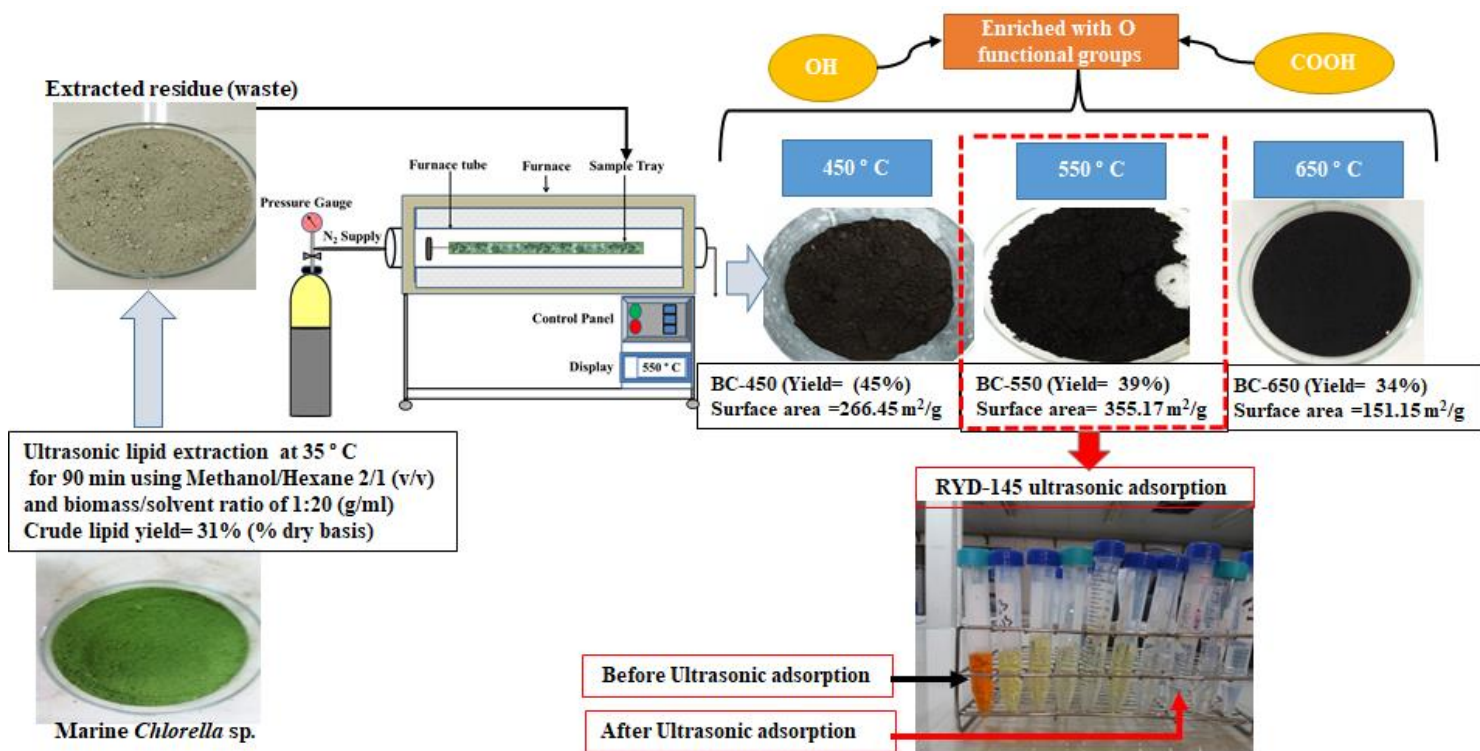 Enriched with O
functional groups
OH
COOH
Extracted residue (waste)
Furnace tube
Furnace
Sample Tray
Pressure Gauge
N₂ Supply
Control Panel
Display
550 ° C
450 ° C
550 ° C
650 ° C
BC-450 (Yield= (45%)
Surface area =266.45 m²/g
BC-550 (Yield= 39%)
Surface area= 355.17 m²/g
BC-650 (Yield= 34%)
Surface area =151.15 m²/g
Ultrasonic lipid extraction at 35 ° C
for 90 min using Methanol/Hexane 2/1 (v/v)
and biomass/solvent ratio of 1:20 (g/ml)
Crude lipid yield= 31% (% dry basis)
Marine Chlorella sp.
RYD-145 ultrasonic adsorption
Before Ultrasonic adsorption
After Ultrasonic adsorption